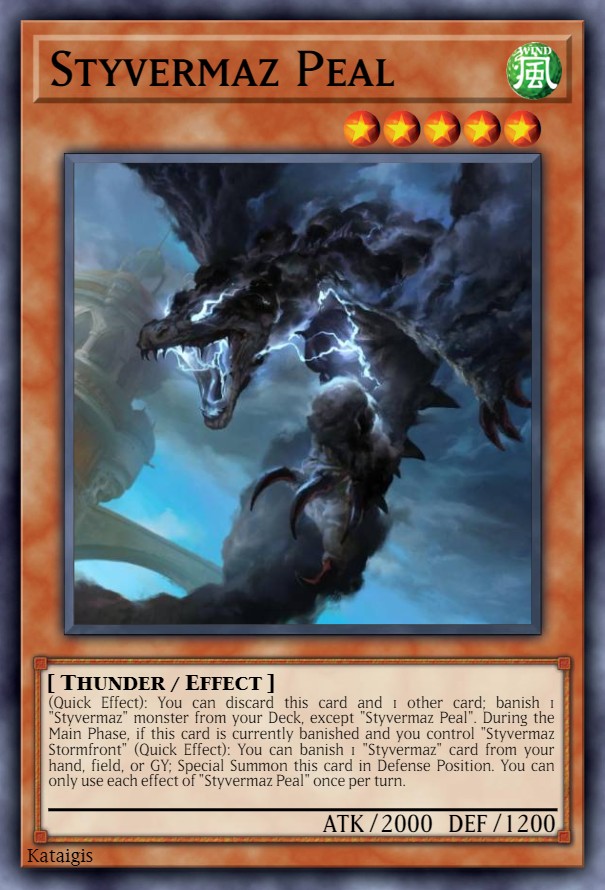 Styvermaz Peal
WIND
風
[ Thunder / Effect ]
(Quick Effect): You can discard this card and 1 other card; banish 1
"Styvermaz" monster from your Deck, except "Styvermaz Peal". During the
Main Phase, if this card is currently banished and you control "Styvermaz
Stormfront" (Quick Effect): You can banish 1 "Styvermaz" card from your
hand, field, or GY; Special Summon this card in Defense Position. You can
only use each effect of "Styvermaz Peal" once per turn.
ATK/2000 DEF/1200
Kataigis